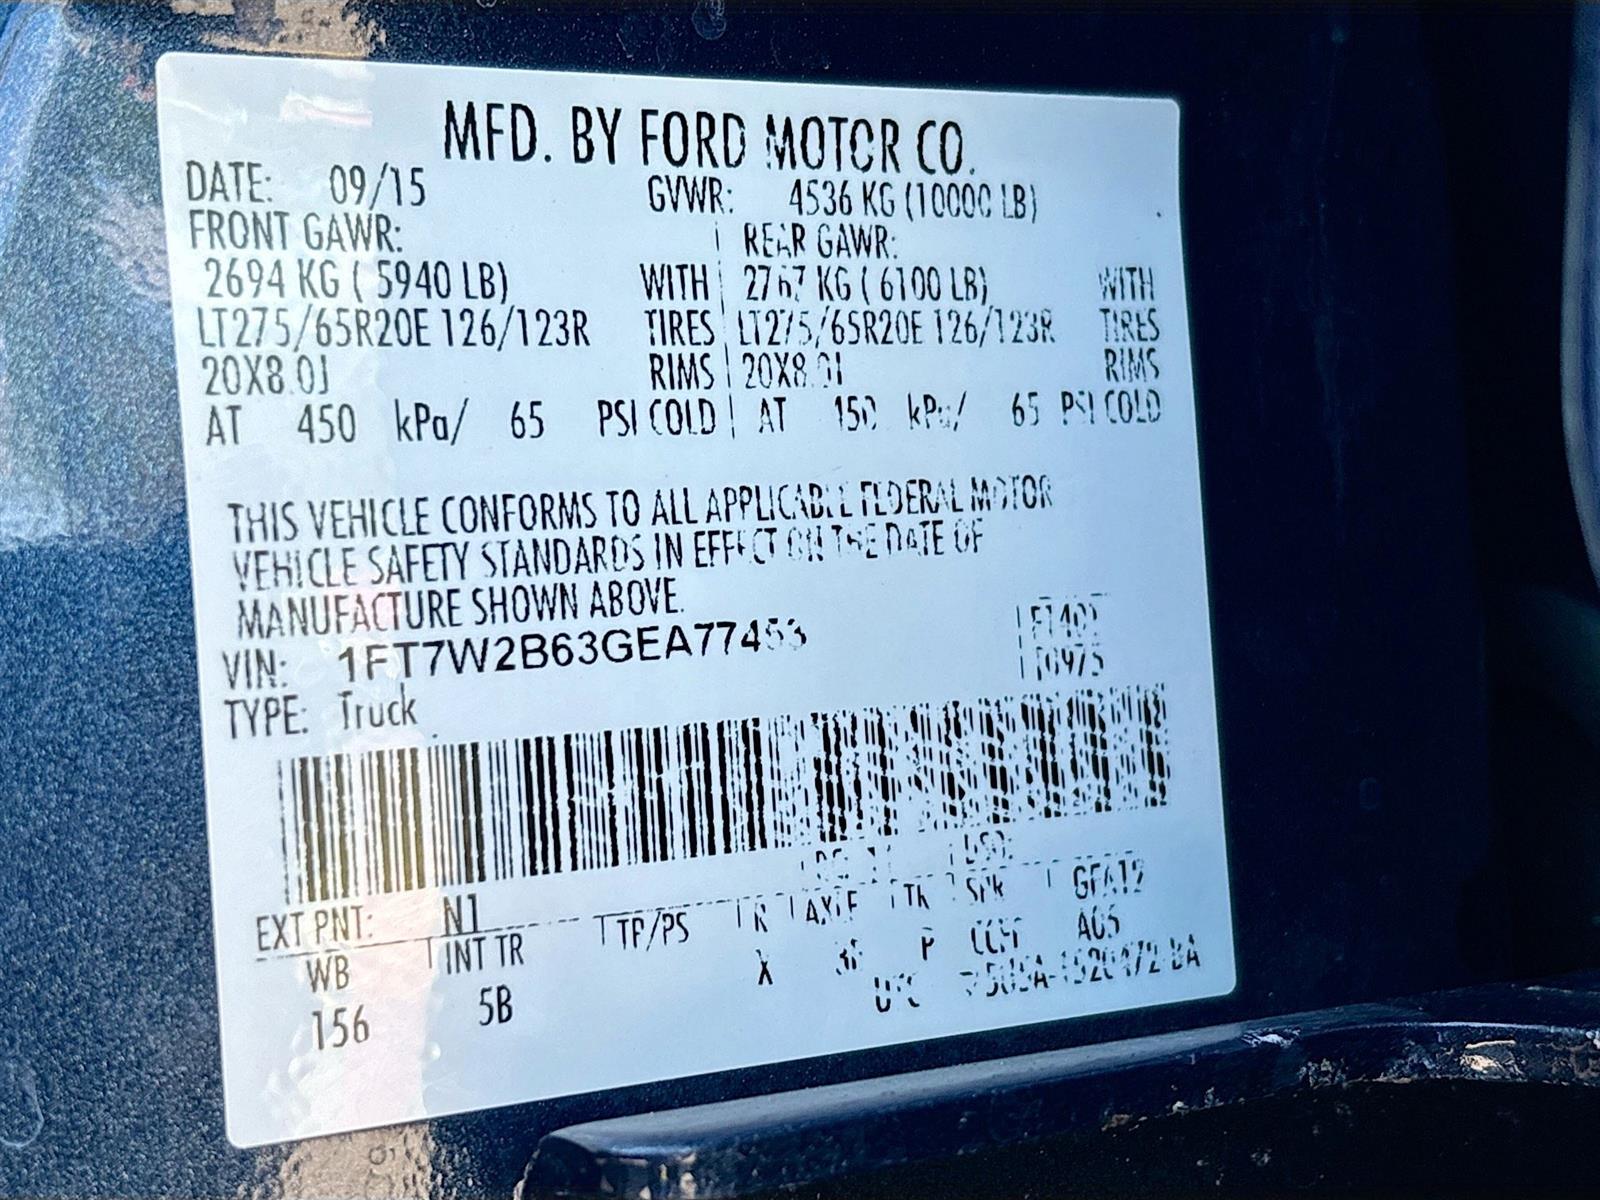 MFD. BY FORD MOTOR CO.
DATE: 09/15 GVWR: 4536 KG (10000 LB)
FRONT GAWR: REAR GAWR:
2694 KG ( 5940 LB) WITH 2767 KG ( 6100 LB) WITH
LT275/65R20E 126/123R TIRES LT275/65R20E 126/123R TIRES
20X8.0J RIMS 20X8.0J RIMS
AT 450 kPa/ 65 PSI COLD AT 450 kPa/ 65 PSI COLD
THIS VEHICLE CONFORMS TO ALL APPLICABLE FEDERAL MOTOR
VEHICLE SAFETY STANDARDS IN EFFECT ON THE DATE OF
MANUFACTURE SHOWN ABOVE.
VIN: 1FT7W2B63GEA77453
TYPE: Truck
EXT PNT: N1 DSO:
WB INT TR TP/PS R AXLE TR SPR GFA12
156 5B X P A05